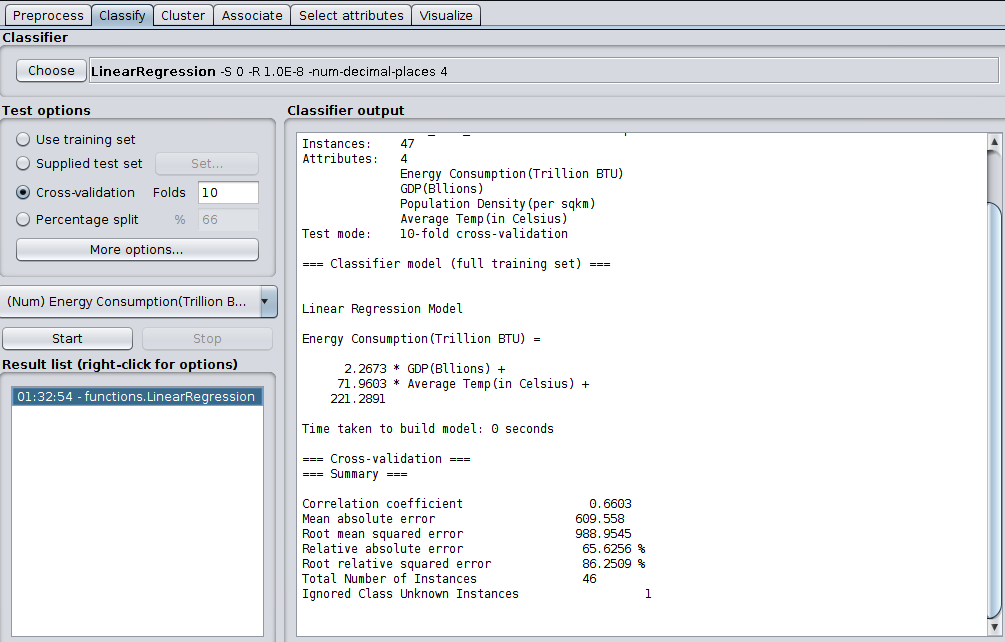 Preprocess Classify Cluster Associate Select attributes Visualize
Classifier
Choose LinearRegression -S 0 -R 1.0E-8 -num-decimal-places 4
Test options
Use training set
Supplied test set Set...
Cross-validation Folds 10
Percentage split % 66
More options...
(Num) Energy Consumption(Trillion B...
Start Stop
Result list (right-click for options)
01:32:54 - functions.LinearRegression
Classifier output
Instances: 47
Attributes: 4
Energy Consumption(Trillion BTU)
GDP(Bllions)
Population Density(per sqkm)
Average Temp(in Celsius)
Test mode: 10-fold cross-validation
=== Classifier model (full training set) ===
Linear Regression Model
Energy Consumption(Trillion BTU) =
2.2673 * GDP(Bllions) +
71.9603 * Average Temp(in Celsius) +
221.2891
Time taken to build model: 0 seconds
=== Cross-validation ===
=== Summary ===
Correlation coefficient 0.6603
Mean absolute error 609.558
Root mean squared error 988.9545
Relative absolute error 65.6256 %
Root relative squared error 86.2509 %
Total Number of Instances 46
Ignored Class Unknown Instances 1